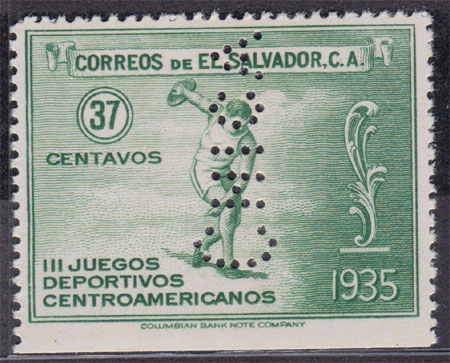 CORREOS DE EL SALVADOR, C.A.
37
CENTAVOS
III JUEGOS
DEPORTIVOS
CENTROAMERICANOS
1935
COLUMBIAN BANK NOTE COMPANY